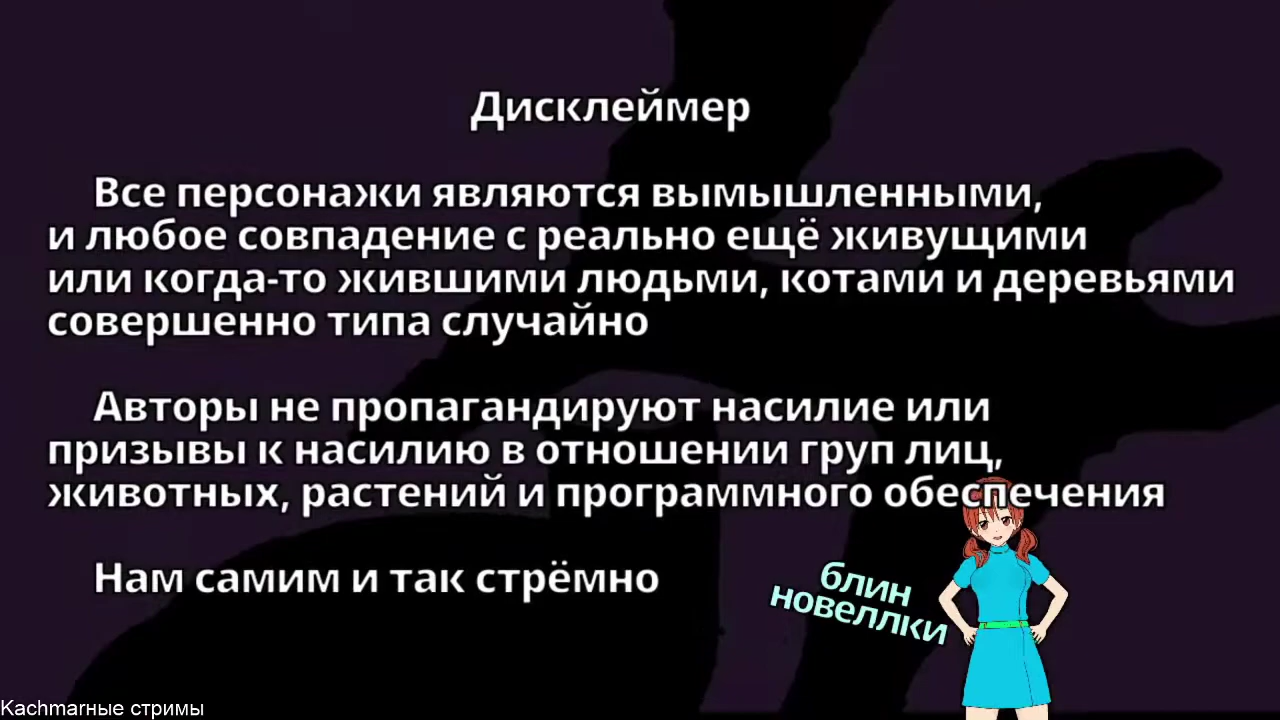 Дисклеймер
Все персонажи являются вымышленными,
и любое совпадение с реально ещё живущими
или когда-то жившими людьми, котами и деревьями
совершенно типа случайно
Авторы не пропагандируют насилие или
призывы к насилию в отношении груп лиц,
животных, растений и программного обеспечения
Нам самим и так стрёмно
блин
новеллки
Kachmarные стримы